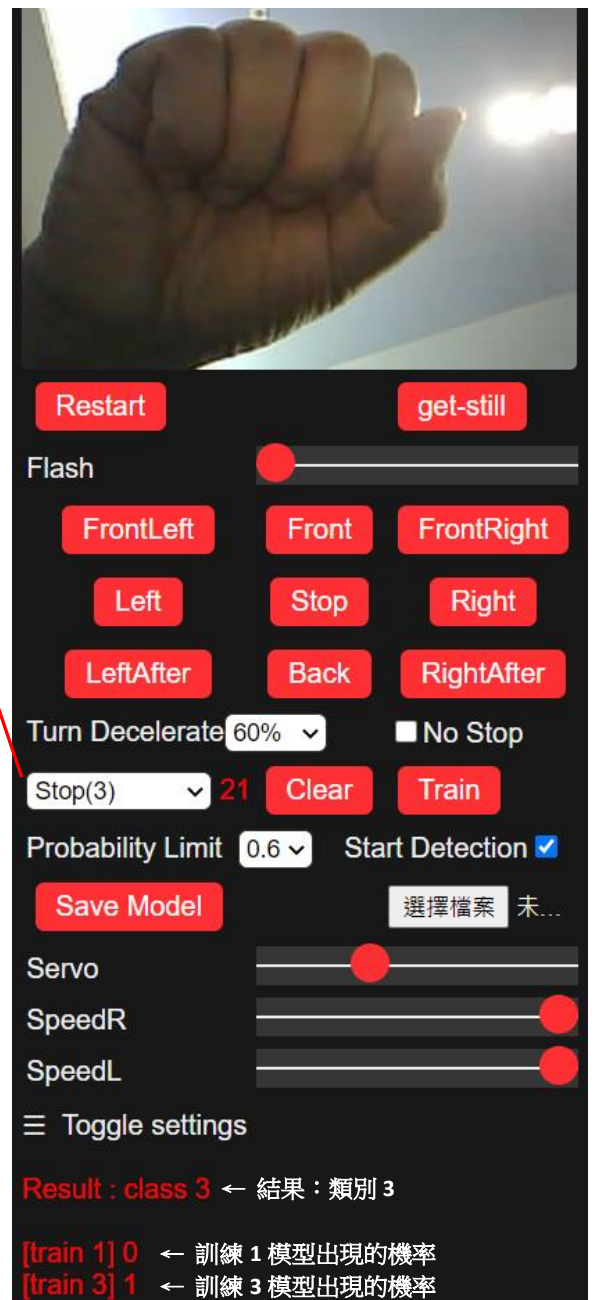 Restart get-still
Flash
FrontLeft Front FrontRight
Left Stop Right
LeftAfter Back RightAfter
Turn Decelerate 60% No Stop
Stop(3) 21 Clear Train
Probability Limit 0.6 Start Detection
Save Model 選擇檔案 未...
Servo
SpeedR
SpeedL
☰ Toggle settings
Result : class 3 ← 結果：類別 3
[train 1] 0 ← 訓練 1 模型出現的機率
[train 3] 1 ← 訓練 3 模型出現的機率